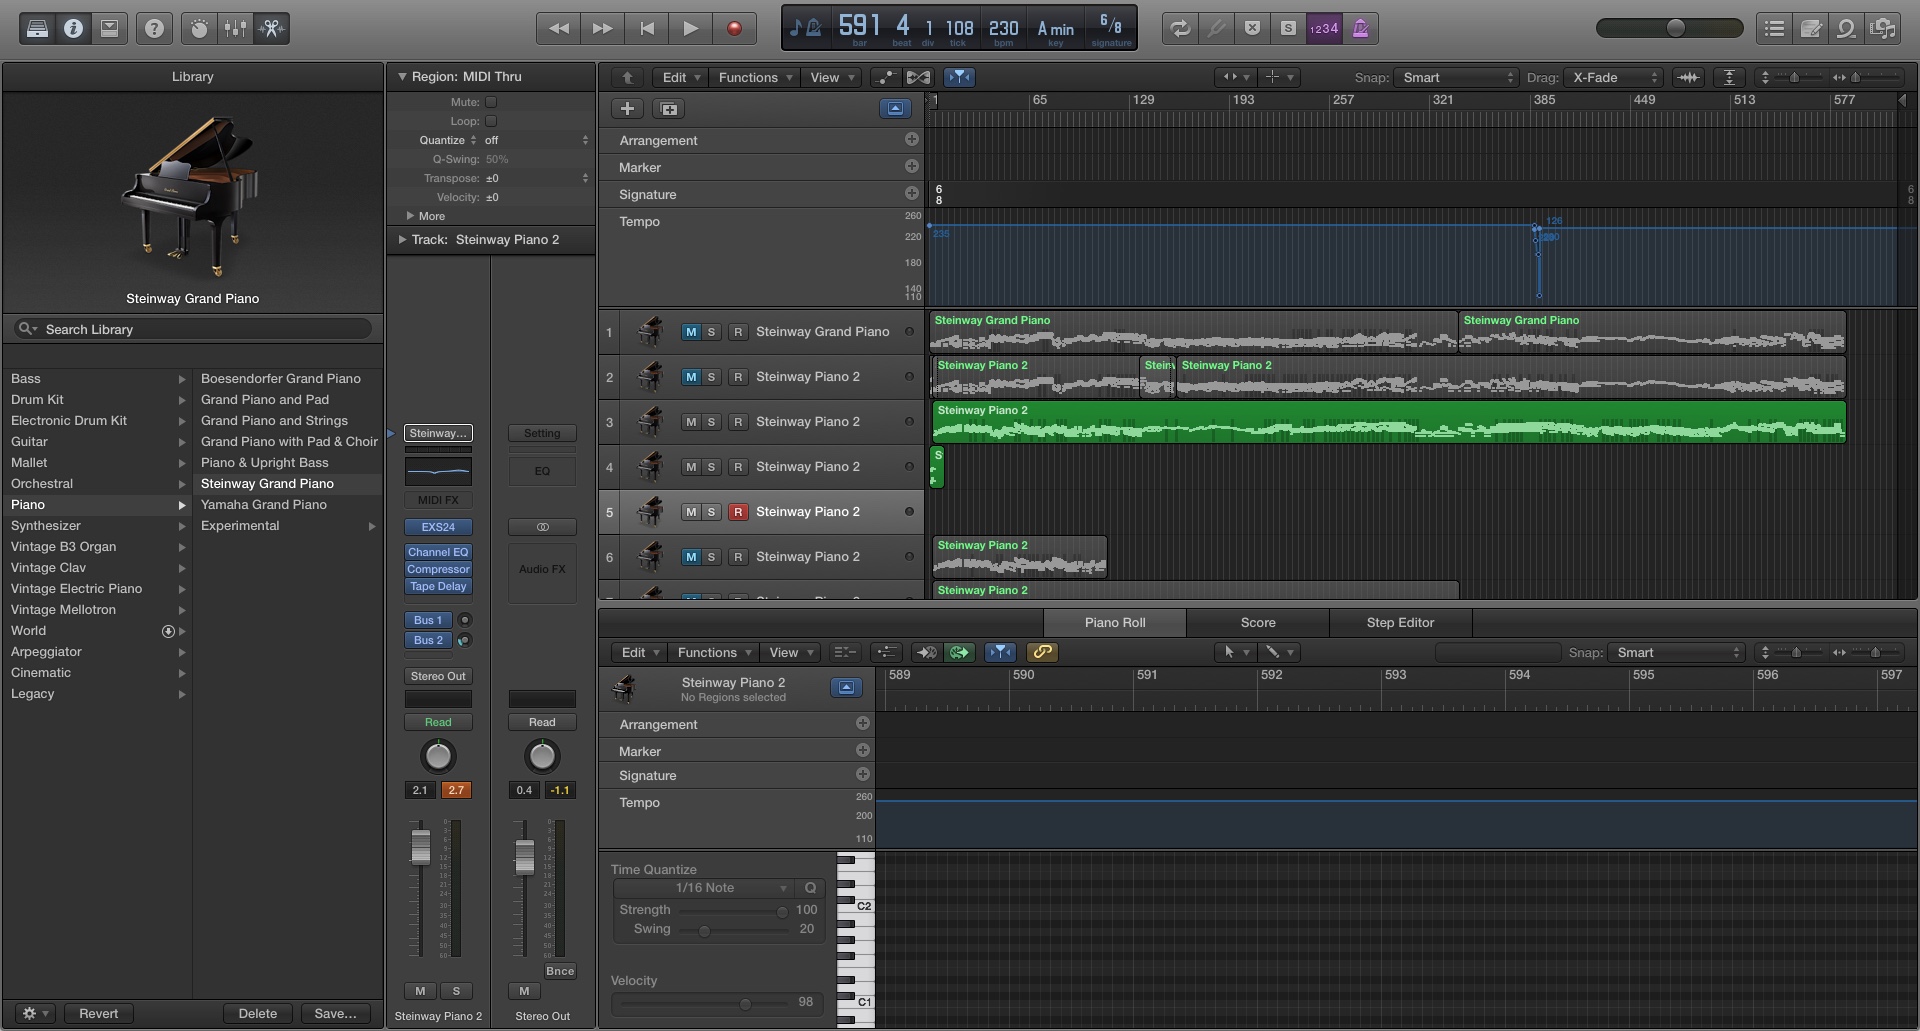 591 4 1 108 230 A min 6/8
bar beat div tick bpm key signature
S 1234
Library
Steinway Grand Piano
Search Library
Bass
Drum Kit
Electronic Drum Kit
Guitar
Mallet
Orchestral
Piano
Synthesizer
Vintage B3 Organ
Vintage Clav
Vintage Electric Piano
Vintage Mellotron
World
Arpeggiator
Cinematic
Legacy
Boesendorfer Grand Piano
Grand Piano and Pad
Grand Piano and Strings
Grand Piano with Pad & Choir
Piano & Upright Bass
Steinway Grand Piano
Yamaha Grand Piano
Experimental
Revert Delete Save...
Region: MIDI Thru
Mute:
Loop:
Quantize off
Q-Swing: 50%
Transpose: ±0
Velocity: ±0
More
Track: Steinway Piano 2
Steinway... Setting
EQ
MIDI FX
EXS24
Channel EQ
Compressor Audio FX
Tape Delay
Bus 1
Bus 2
Stereo Out
Read Read
2.1 2.7 0.4 -1.1
Bnce
M S M
Steinway Piano 2 Stereo Out
Edit Functions View Snap: Smart Drag: X-Fade
1 65 129 193 257 321 385 449 513 577
Arrangement
Marker
Signature 6 8 6 8
Tempo
260
220
180
140
110
235 126
1 M S R Steinway Grand Piano
Steinway Grand Piano Steinway Grand Piano
2 M S R Steinway Piano 2
Steinway Piano 2 Stein Steinway Piano 2
3 M S R Steinway Piano 2
Steinway Piano 2
4 M S R Steinway Piano 2
S
5 M S R Steinway Piano 2
6 M S R Steinway Piano 2
Steinway Piano 2
Steinway Piano 2
Piano Roll Score Step Editor
Edit Functions View Snap: Smart
Steinway Piano 2
No Regions selected
589 590 591 592 593 594 595 596 597
Arrangement
Marker
Signature
Tempo
260
200
110
Time Quantize
1/16 Note Q
Strength 100
Swing 20
Velocity
98
C2
C1